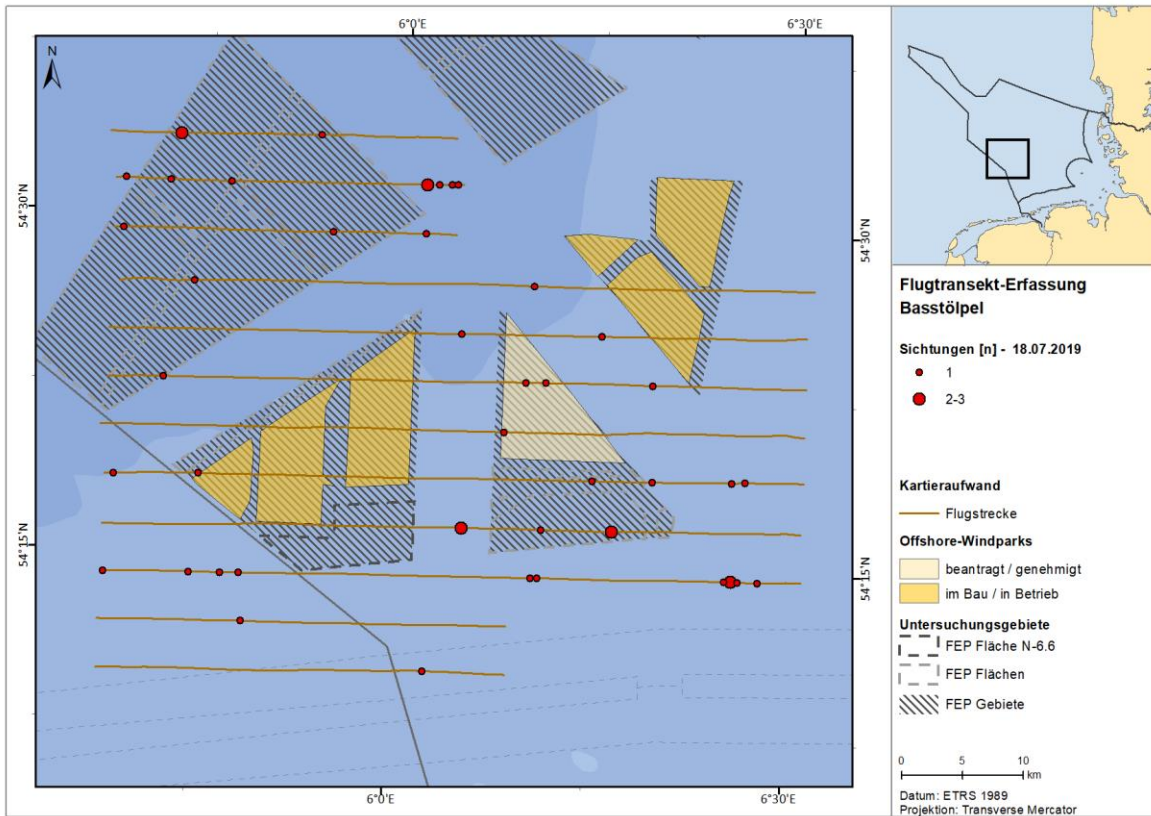 6°0'E
6°30'E
N
54°30'N
54°30'N
54°15'N
54°15'N
6°0'E
6°30'E
Flugtransekt-Erfassung
Basstölpel
Sichtungen [n] - 18.07.2019
1
2-3
Kartieraufwand
Flugstrecke
Offshore-Windparks
beantragt / genehmigt
im Bau / in Betrieb
Untersuchungsgebiete
FEP Fläche N-6.6
FEP Flächen
FEP Gebiete
0 5 10
km
Datum: ETRS 1989
Projektion: Transverse Mercator